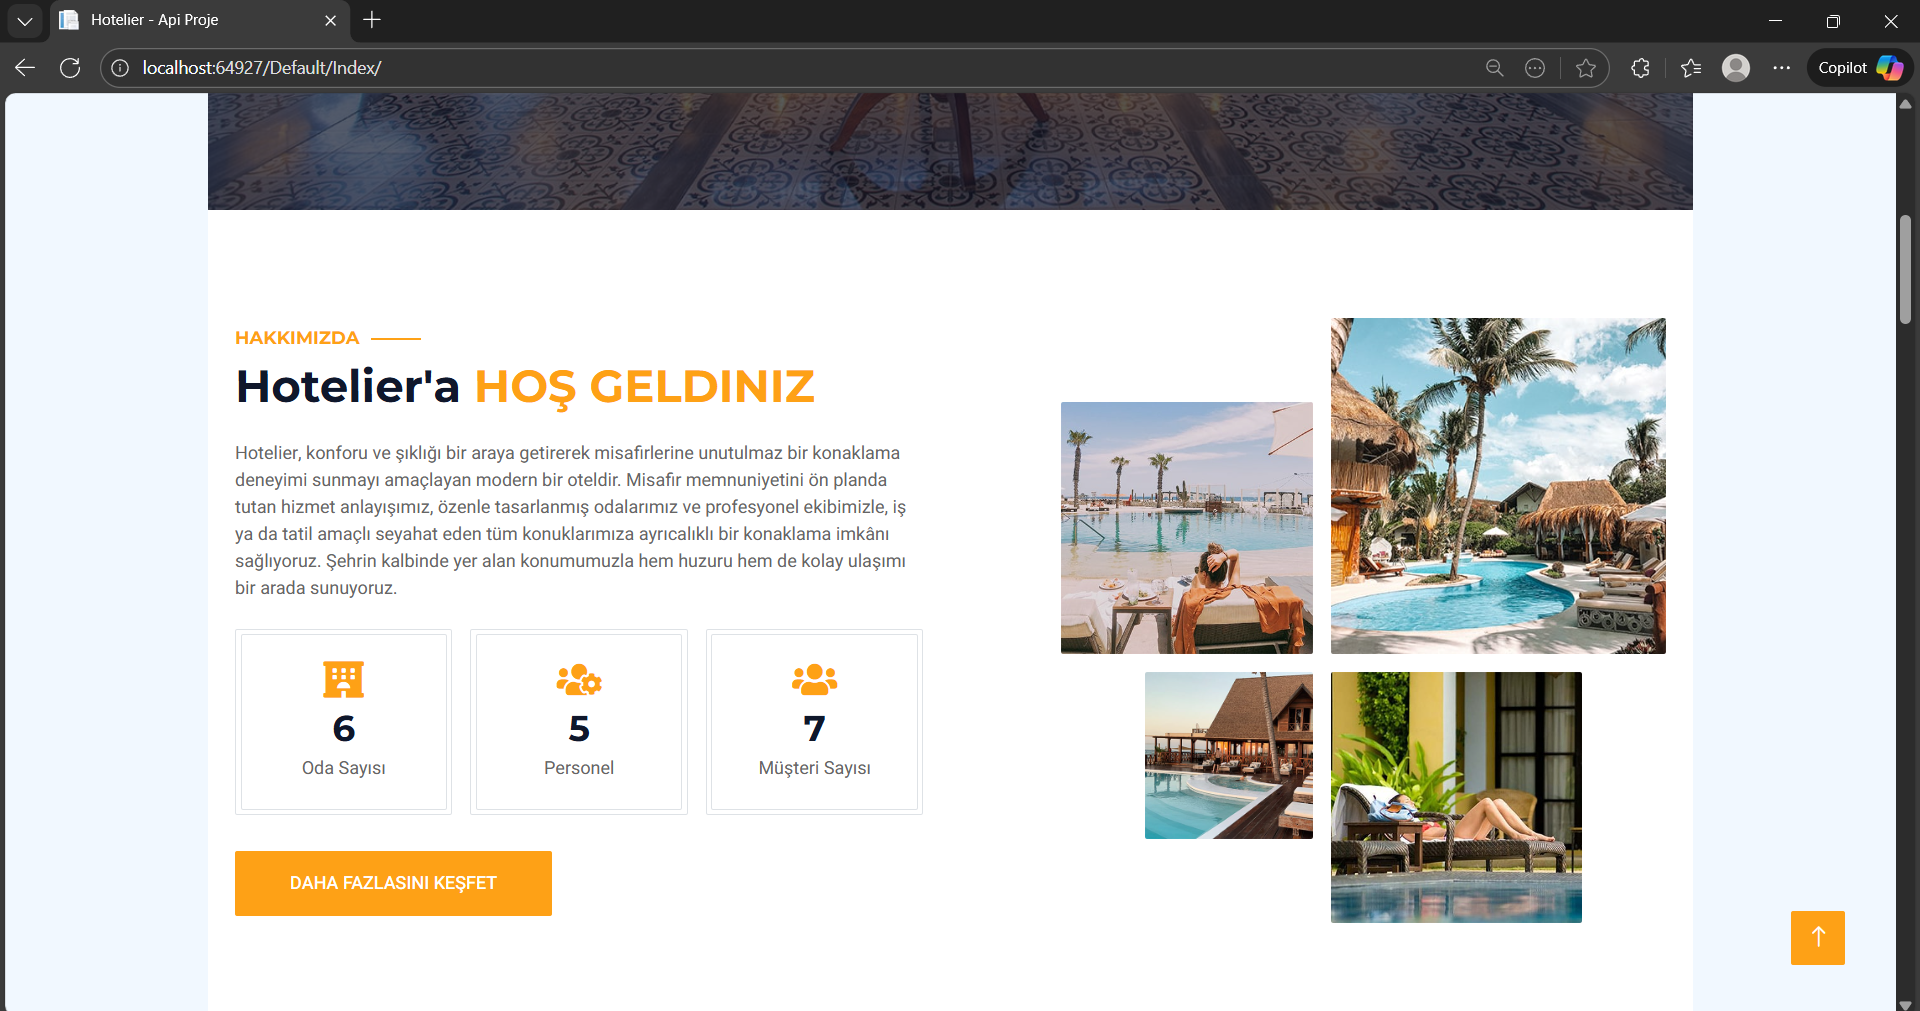 Hotelier - Api Proje
localhost:64927/Default/Index/
Copilot
HAKKIMIZDA
Hotelier'a HOŞ GELDINIZ
Hotelier, konforu ve şıklığı bir araya getirerek misafirlerine unutulmaz bir konaklama
deneyimi sunmayı amaçlayan modern bir oteldir. Misafir memnuniyetini ön planda
tutan hizmet anlayışımız, özenle tasarlanmış odalarımız ve profesyonel ekibimizle, iş
ya da tatil amaçlı seyahat eden tüm konuklarımıza ayrıcalıklı bir konaklama imkânı
sağlıyoruz. Şehrin kalbinde yer alan konumumuzla hem huzuru hem de kolay ulaşımı
bir arada sunuyoruz.
6
Oda Sayısı
5
Personel
7
Müşteri Sayısı
DAHA FAZLASINI KEŞFET